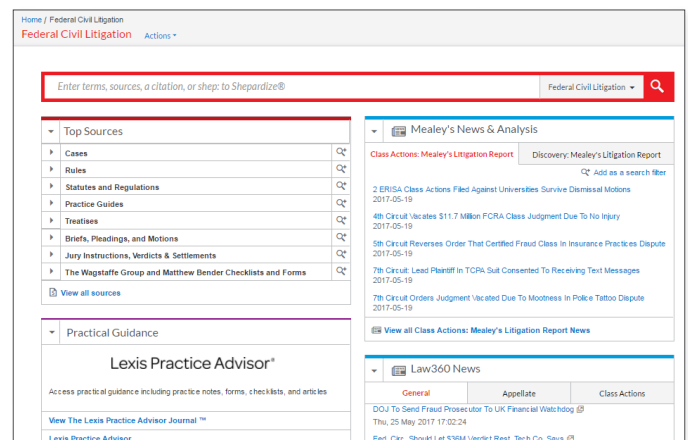 Home / Federal Civil Litigation
Federal Civil Litigation Actions
Enter terms, sources, a citation, or shep: to Shepardize®
Federal Civil Litigation
Top Sources
Cases
Rules
Statutes and Regulations
Practice Guides
Treatises
Briefs, Pleadings, and Motions
Jury Instructions, Verdicts & Settlements
The Wagstaffe Group and Matthew Bender Checklists and Forms
View all sources
Practical Guidance
Lexis Practice Advisor®
Access practical guidance including practice notes, forms, checklists, and articles
View The Lexis Practice Advisor Journal ™
Lexis Practice Advisor
Mealey's News & Analysis
Class Actions: Mealey's Litigation Report
Discovery: Mealey's Litigation Report
Add as a search filter
2 ERISA Class Actions Filed Against Universities Survive Dismissal Motions
2017-05-19
4th Circuit Vacates $11.7 Million FCRA Class Judgment Due To No Injury
2017-05-19
5th Circuit Reverses Order That Certified Fraud Class In Insurance Practices Dispute
2017-05-19
7th Circuit: Lead Plaintiff In TCPA Suit Consented To Receiving Text Messages
2017-05-19
7th Circuit Orders Judgment Vacated Due To Mootness In Police Tattoo Dispute
2017-05-19
View all Class Actions: Mealey's Litigation Report News
Law360 News
General
Appellate
Class Actions
DOJ To Send Fraud Prosecutor To UK Financial Watchdog
Thu, 25 May 2017 17:02:24
Fed. Circ. Should Let $36M Verdict Rest, Tech Co. Says